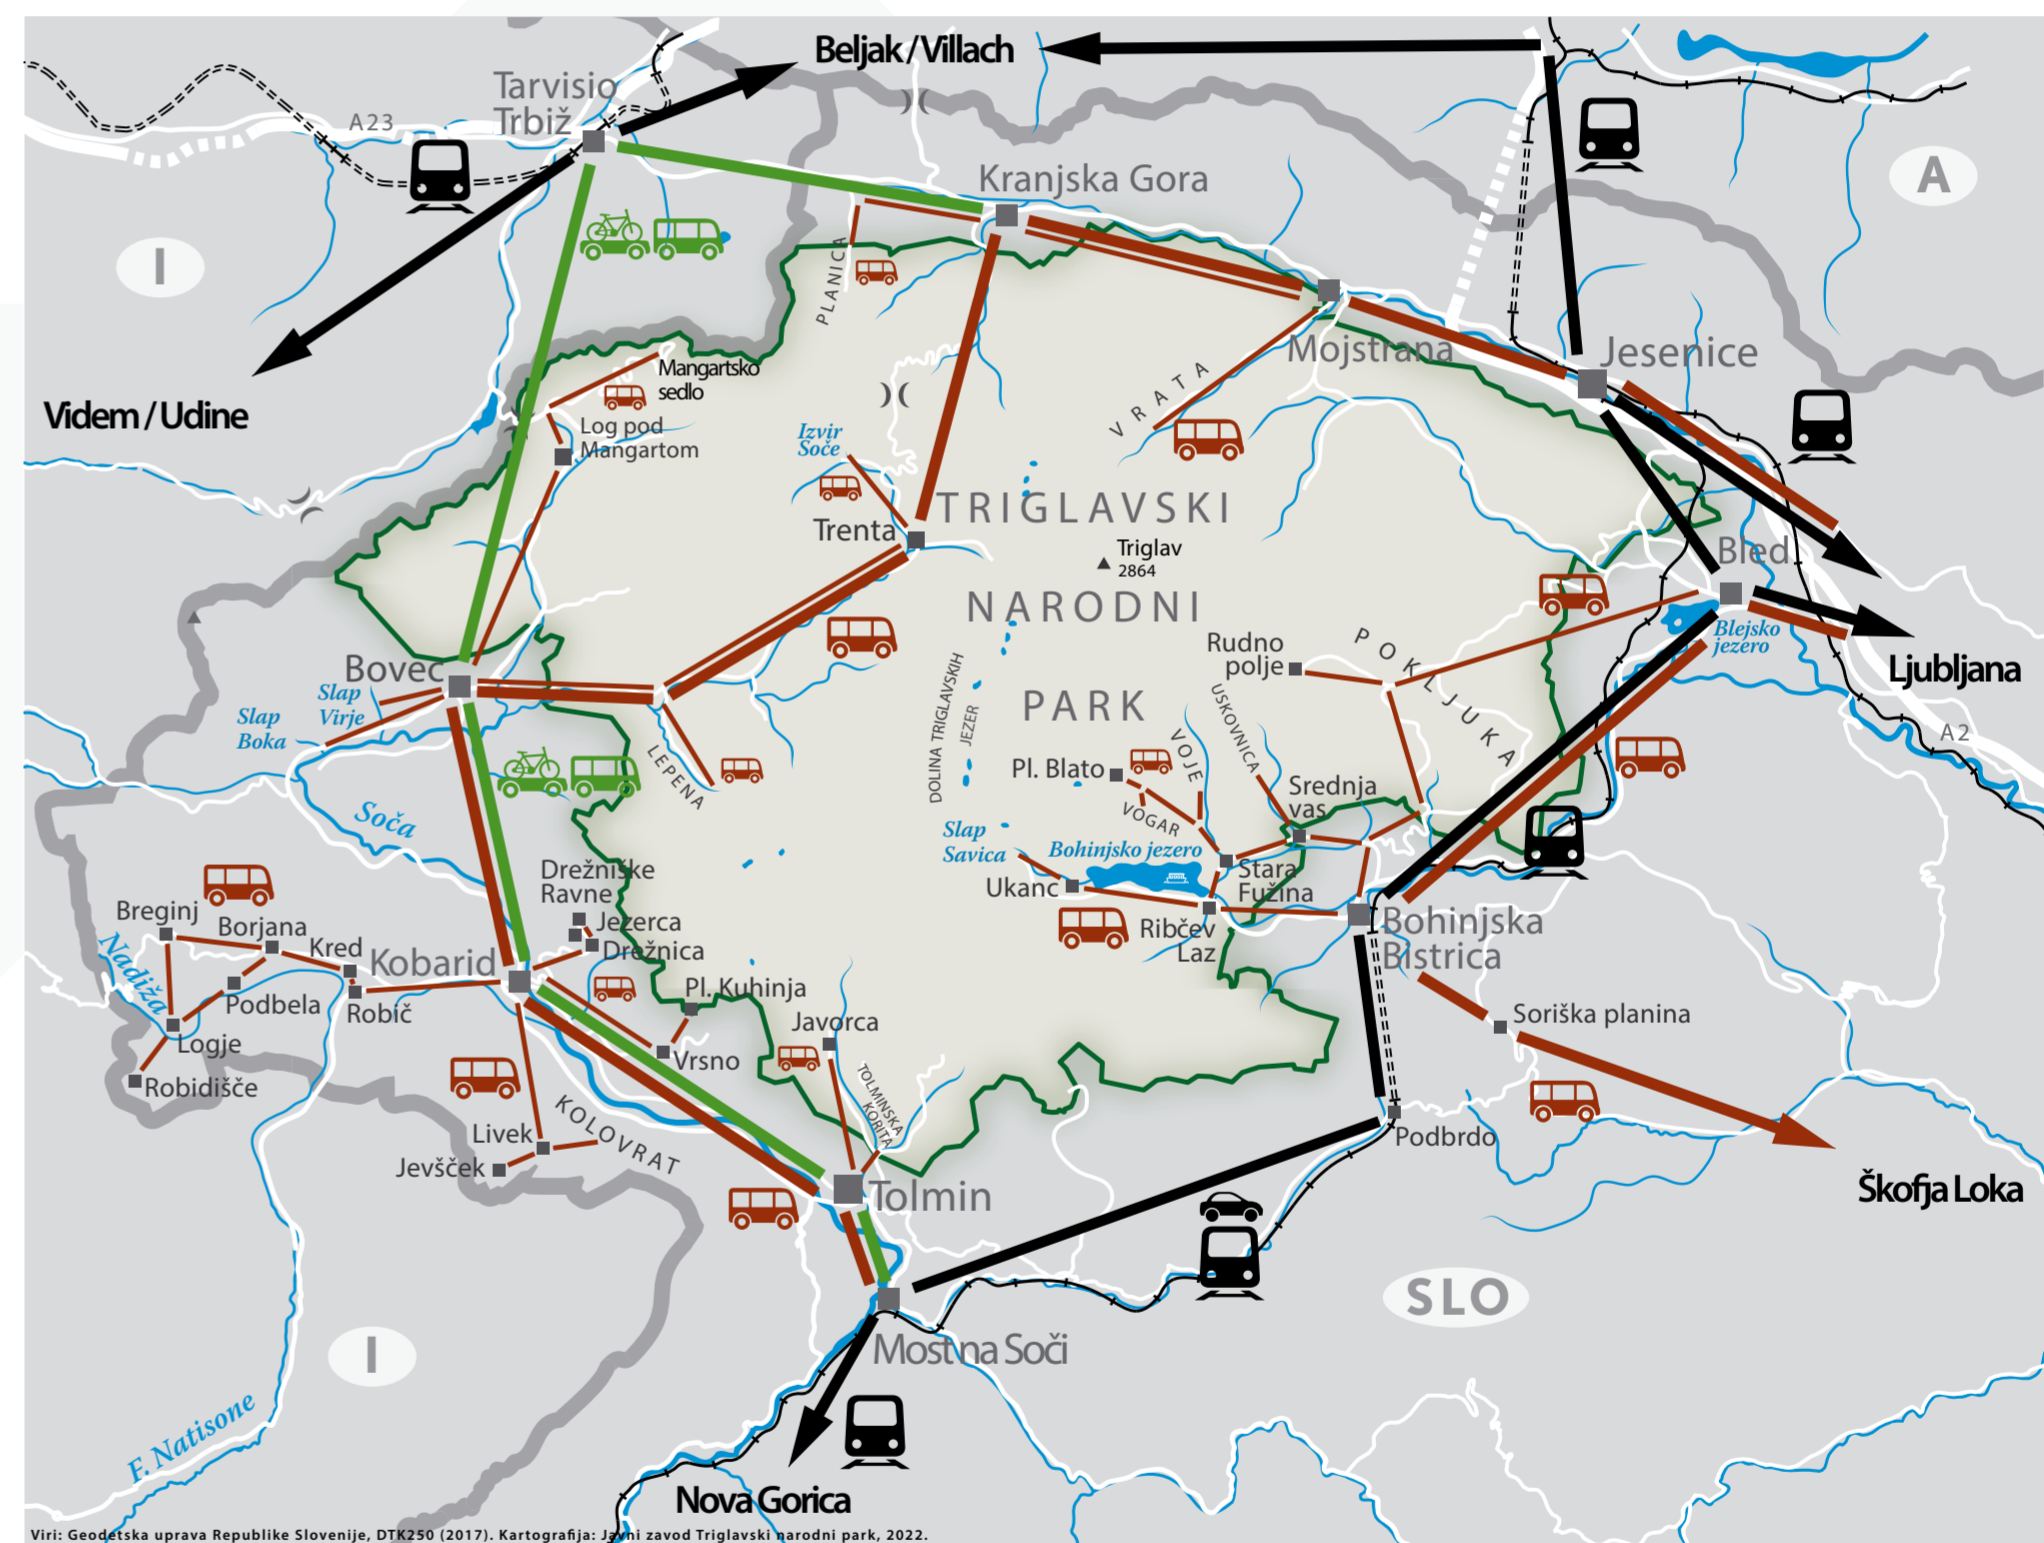 Beljak / Villach
Tarvisio
Trbiž
A23
Kranjska Gora
A
I
PLANICA
Mojstrana
Jesenice
VRATA
Mangartsko
sedlo
Videm / Udine
Log pod
Mangartom
Izvir
Soče
Trenta
TRIGLAVSKI
NARODNI
PARK
Triglav
2864
Bled
Blejsko
jezero
Ljubljana
A2
Rudno
polje
POKLJUKA
Bovec
Slap
Virje
Slap
Boka
LEPENA
DOLINA TRIGLAVSKIH
JEZER
USKOVNICA
VOJE
Pl. Blato
VOGAR
Srednja
vas
Slap
Savica
Bohinjsko jezero
Stara
Fužina
Ukanc
Ribčev
Laz
Bohinjska
Bistrica
Soča
Drežniške
Ravne
Jezerca
Drežnica
Breginj
Borjana
Kred
Kobarid
Nadiža
Podbela
Robič
Logje
Robidišče
Pl. Kuhinja
Vrsno
Javorca
TOLMINSKA
KORITA
Soriška planina
Livek
Jevšček
KOLOVRAT
Tolmin
Podbrdo
Škofja Loka
SLO
I
Most na Soči
F. Natisone
Nova Gorica
Viri: Geodetska uprava Republike Slovenije, DTK250 (2017). Kartografija: Javni zavod Triglavski narodni park, 2022.